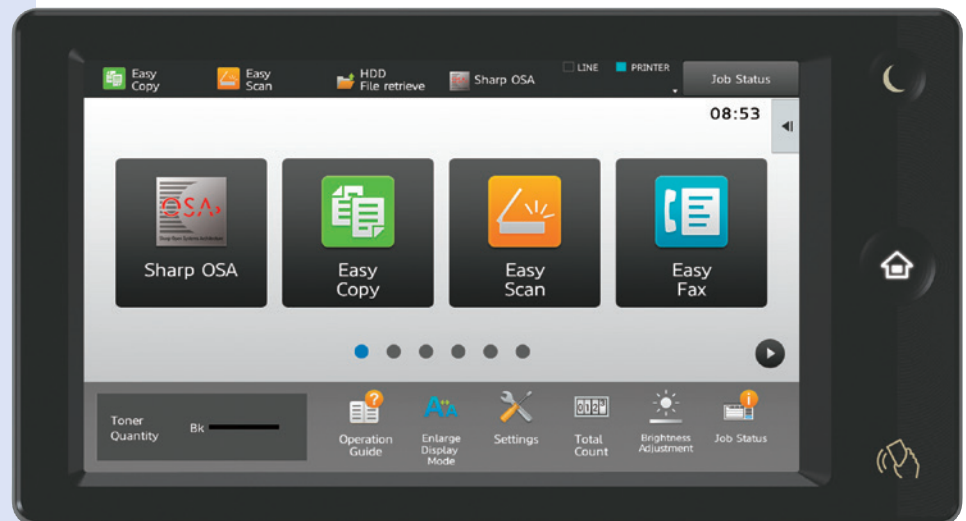 Easy
Copy
Easy
Scan
HDD
File retrieve
Sharp OSA
LINE
PRINTER
Job Status
08:53
OSA
Sharp OSA
Easy
Copy
Easy
Scan
Easy
Fax
Toner
Quantity
Bk
Operation
Guide
Enlarge
Display
Mode
Settings
Total
Count
Brightness
Adjustment
Job Status